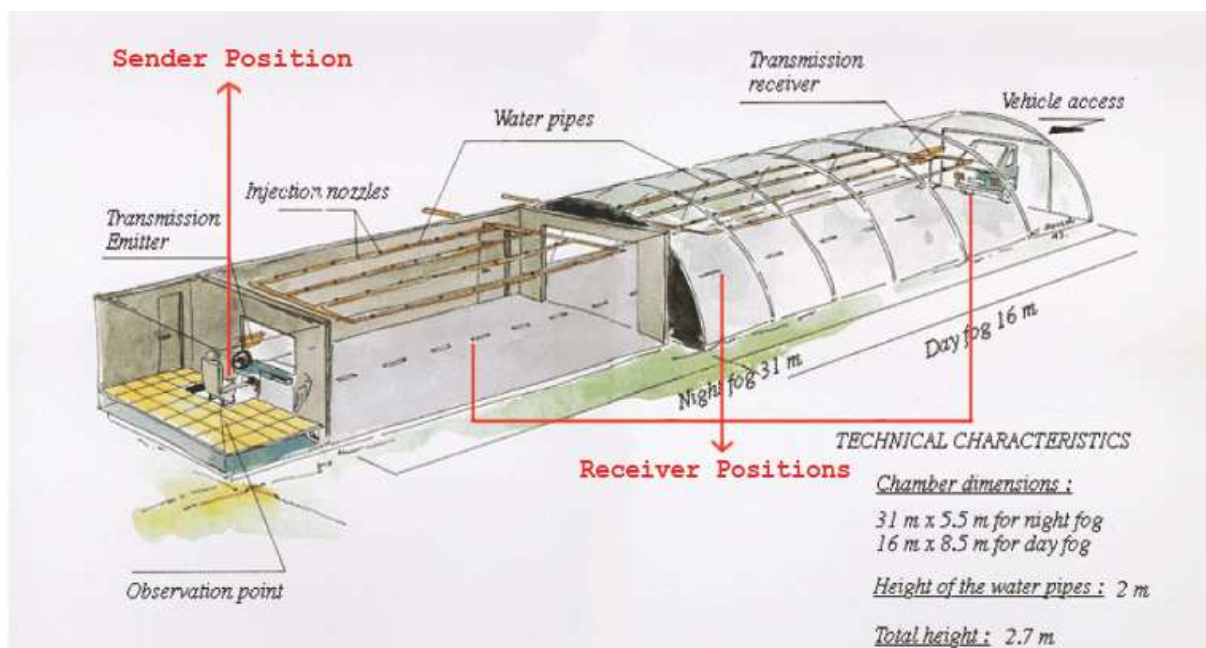 Sender Position
Transmission
receiver
Vehicle access
Water pipes
Injection nozzles
Transmission
Emitter
Day fog 16 m
Night fog 31 m
TECHNICAL CHARACTERISTICS
Receiver Positions
Chamber dimensions :
31 m x 5.5 m for night fog
16 m x 8.5 m for day fog
Observation point
Height of the water pipes : 2 m
Total height : 2.7 m